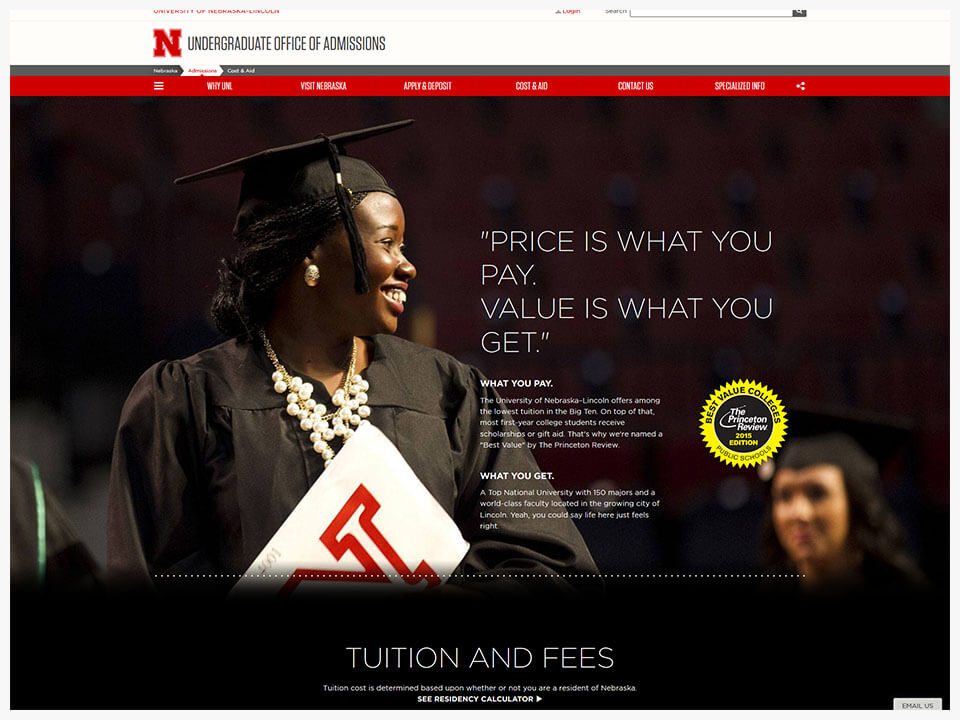 UNIVERSITY OF NEBRASKA–LINCOLN
Login
Search
N
UNDERGRADUATE OFFICE OF ADMISSIONS
Nebraska Admissions Cost & Aid
WHY UNL VISIT NEBRASKA APPLY & DEPOSIT COST & AID CONTACT US SPECIALIZED INFO
"PRICE IS WHAT YOU
PAY.
VALUE IS WHAT YOU
GET."
WHAT YOU PAY.
The University of Nebraska–Lincoln offers among
the lowest tuition in the Big Ten. On top of that,
most first-year college students receive
scholarships or gift aid. That's why we're named a
"Best Value" by The Princeton Review.
BEST VALUE COLLEGES
The
Princeton
Review
2015
EDITION
PUBLIC SCHOOLS
WHAT YOU GET.
A Top National University with 150 majors and a
world-class faculty located in the growing city of
Lincoln. Yeah, you could say life here just feels
right.
1001
N
TUITION AND FEES
Tuition cost is determined based upon whether or not you are a resident of Nebraska.
SEE RESIDENCY CALCULATOR ▶
EMAIL US